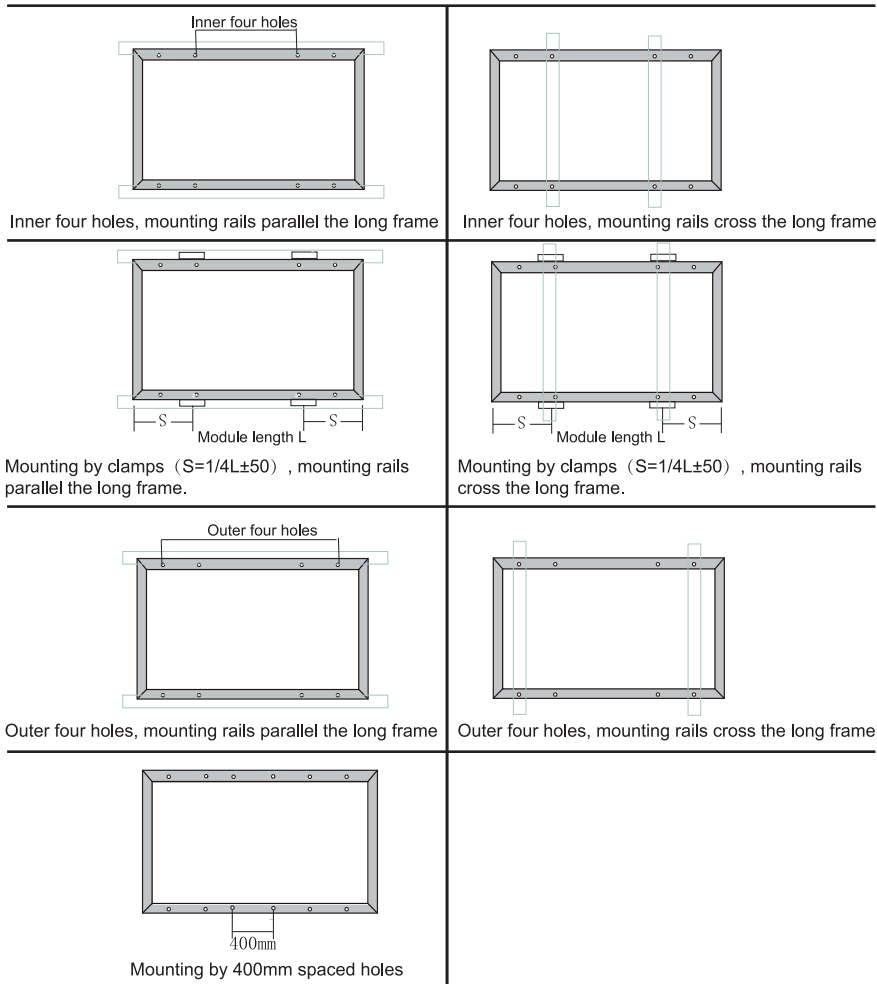 Inner four holes
Inner four holes, mounting rails parallel the long frame
Inner four holes, mounting rails cross the long frame
S
S
Module length L
Mounting by clamps（S=1/4L±50）, mounting rails
parallel the long frame.
S
S
Module length L
Mounting by clamps（S=1/4L±50）, mounting rails
cross the long frame.
Outer four holes
Outer four holes, mounting rails parallel the long frame
Outer four holes, mounting rails cross the long frame
400mm
Mounting by 400mm spaced holes